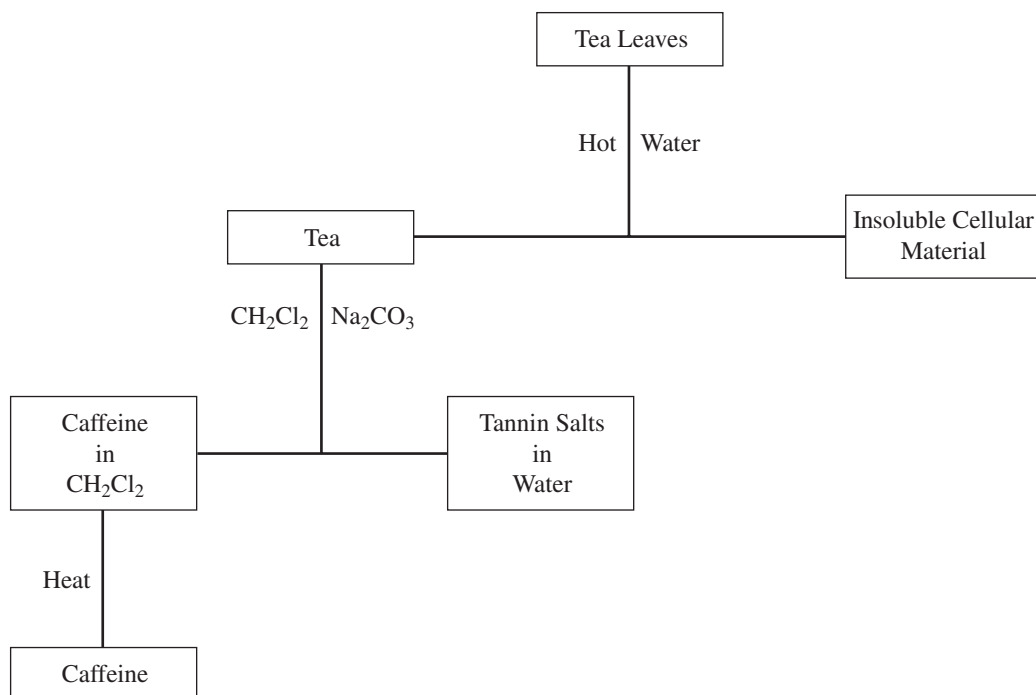 Tea Leaves
Hot Water
Insoluble Cellular
Material
Tea
CH₂Cl₂ Na₂CO₃
Caffeine
in
CH₂Cl₂
Tannin Salts
in
Water
Heat
Caffeine